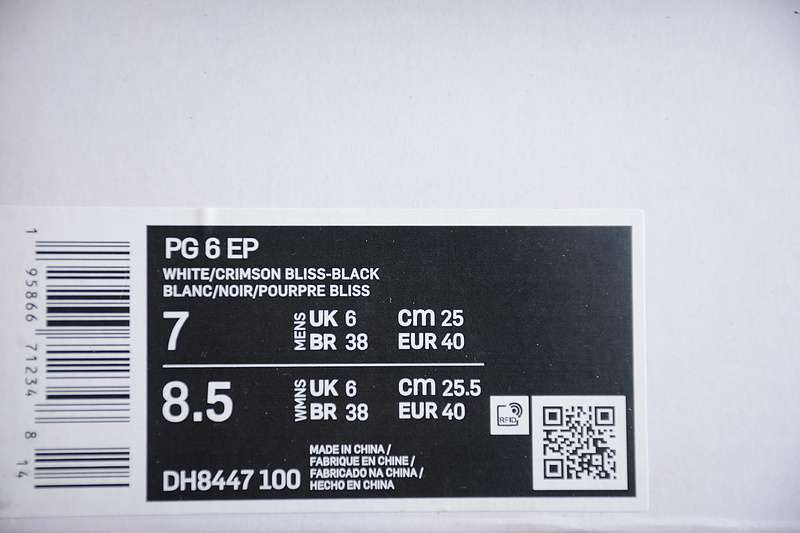 PG 6 EP
WHITE/CRIMSON BLISS-BLACK
BLANC/NOIR/POURPRE BLISS
7 MENS UK 6 cm 25
BR 38 EUR 40
8.5 WMNS UK 6 cm 25.5
BR 38 EUR 40
RFID
DH8447 100
MADE IN CHINA /
FABRIQUE EN CHINE /
FABRICADO NA CHINA /
HECHO EN CHINA
1 95866 71234 8 14